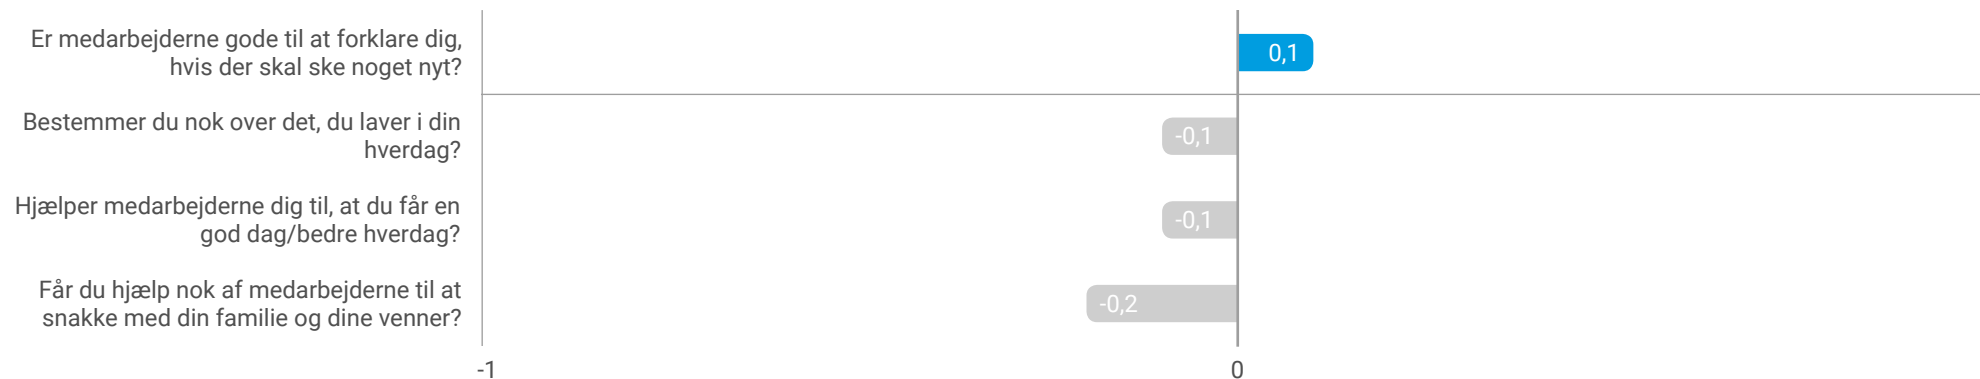 Er medarbejderne gode til at forklare dig,
hvis der skal ske noget nyt?
0,1
Bestemmer du nok over det, du laver i din
hverdag?
-0,1
Hjælper medarbejderne dig til, at du får en
god dag/bedre hverdag?
-0,1
Får du hjælp nok af medarbejderne til at
snakke med din familie og dine venner?
-0,2
-1
0